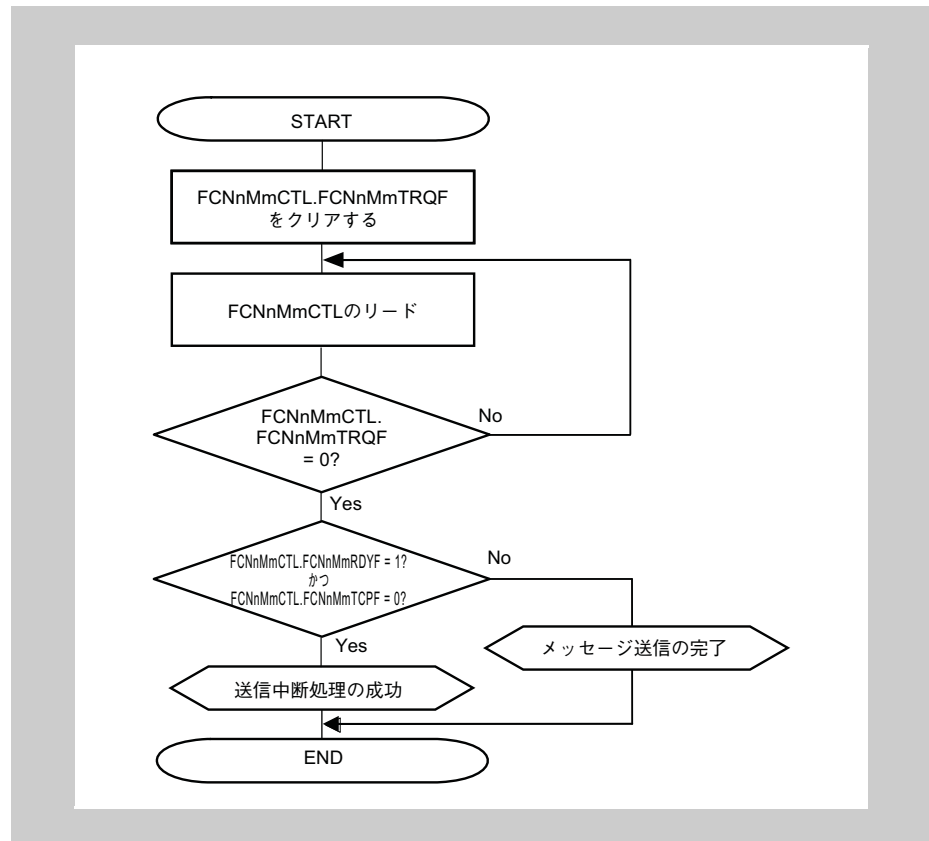 START
FCNnMmCTL.FCNnMmTRQF
をクリアする
FCNnMmCTLのリード
FCNnMmCTL.
FCNnMmTRQF
= 0?
No
Yes
FCNnMmCTL.FCNnMmRDYF = 1?
かつ
FCNnMmCTL.FCNnMmTCPF = 0?
No
Yes
メッセージ送信の完了
送信中断処理の成功
END